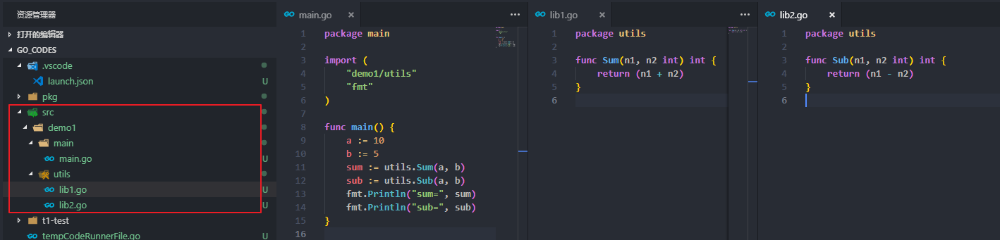 资源管理器
打开的编辑器
GO_CODES
.vscode
launch.json U
pkg
src
demo1
main
main.go U
utils
lib1.go U
lib2.go U
t1-test
tempCodeRunnerFile.go U
GO main.go × ...
1 package main
2
3 import (
4 "demo1/utils"
5 "fmt"
6 )
7
8 func main() {
9 a := 10
10 b := 5
11 sum := utils.Sum(a, b)
12 sub := utils.Sub(a, b)
13 fmt.Println("sum=", sum)
14 fmt.Println("sub=", sub)
15 }
16
GO lib1.go × ...
1 package utils
2
3 func Sum(n1, n2 int) int {
4 return (n1 + n2)
5 }
6
GO lib2.go ×
1 package utils
2
3 func Sub(n1, n2 int) int {
4 return (n1 - n2)
5 }
6